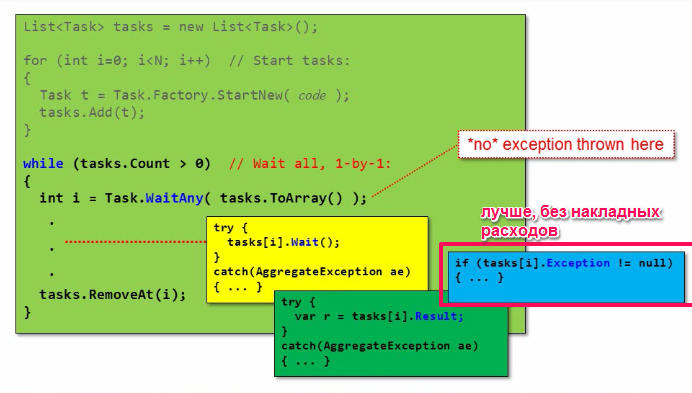 List<Task> tasks = new List<Task>();
for (int i=0; i<N; i++)  // Start tasks:
{
  Task t = Task.Factory.StartNew( code );
  tasks.Add(t);
}
while (tasks.Count > 0)  // Wait all, 1-by-1:
{
  int i = Task.WaitAny( tasks.ToArray() );
  .
  .
  .
  tasks.RemoveAt(i);
}
*no* exception thrown here
лучше, без накладных
расходов
try {
  tasks[i].Wait();
}
catch(AggregateException ae)
{ ... }
if (tasks[i].Exception != null)
{ ... }
try {
  var r = tasks[i].Result;
}
catch(AggregateException ae)
{ ... }